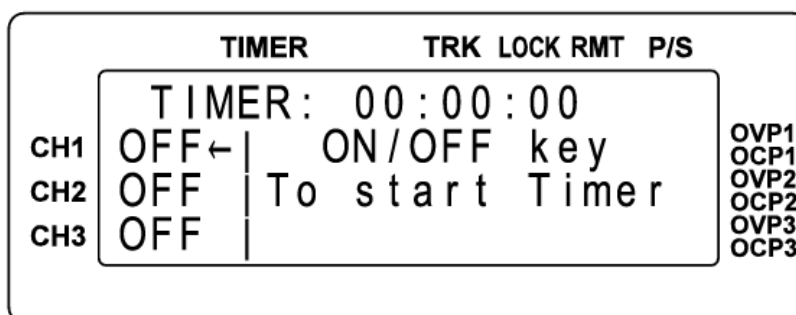 TIMER TRK LOCK RMT P/S
TIMER: 00:00:00
CH1 OFF← | ON/OFF key OVP1
OCP1
CH2 OFF | To start Timer OVP2
OCP2
CH3 OFF | OVP3
OCP3